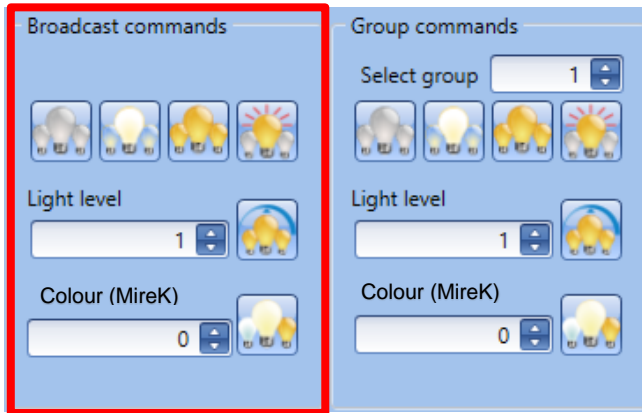 Broadcast commands
Light level
1
Colour (MireK)
0
Group commands
Select group 1
Light level
1
Colour (MireK)
0